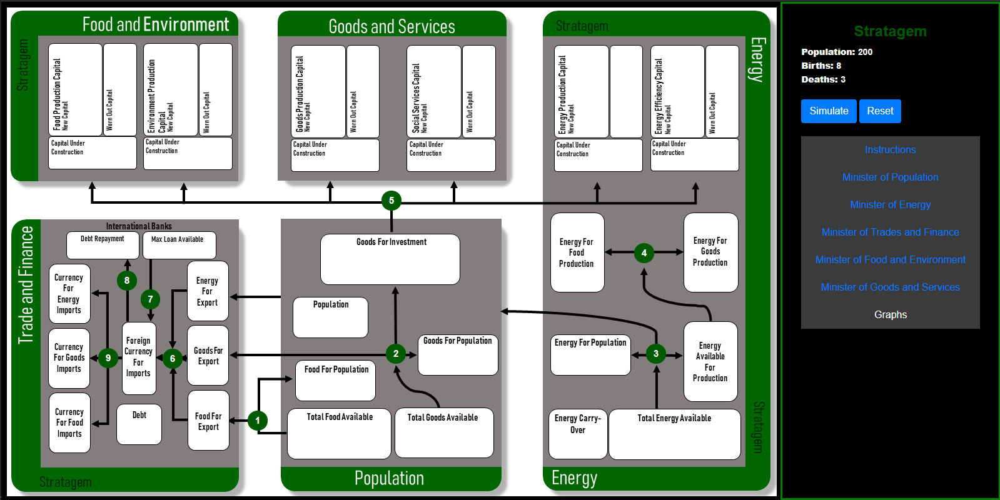 Food and Environment
Stratagem
Food Production Capital
New Capital
Worn Out Capital
Environment Production
Capital
New Capital
Worn Out Capital
Capital Under
Construction
Capital Under
Construction
Goods and Services
Goods Production Capital
New Capital
Worn Out Capital
Social Services Capital
New Capital
Worn Out Capital
Capital Under
Construction
Capital Under
Construction
Stratagem
Energy
Energy Production Capital
New Capital
Energy Efficiency Capital
New Capital
Worn Out Capital
Capital Under
Construction
Capital Under
Construction
5
Energy For
Food
Production
4
Energy For
Goods
Production
Energy For Population
3
Energy
Available
For
Production
Energy Carry-
Over
Total Energy Available
Stratagem
Energy
Trade and Finance
International Banks
Debt Repayment
Max Loan Available
Currency
For
Energy
Imports
8
7
Energy
For
Export
Currency
For Goods
Imports
9
Foreign
Currency
For
Imports
6
Goods For
Export
Currency
For Food
Imports
Debt
Food For
Export
1
Stratagem
Goods For Investment
Population
2
Goods For Population
Food For Population
Total Food Available
Total Goods Available
Population
Stratagem
Population: 200
Births: 8
Deaths: 3
Simulate
Reset
Instructions
Minister of Population
Minister of Energy
Minister of Trades and Finance
Minister of Food and Environment
Minister of Goods and Services
Graphs